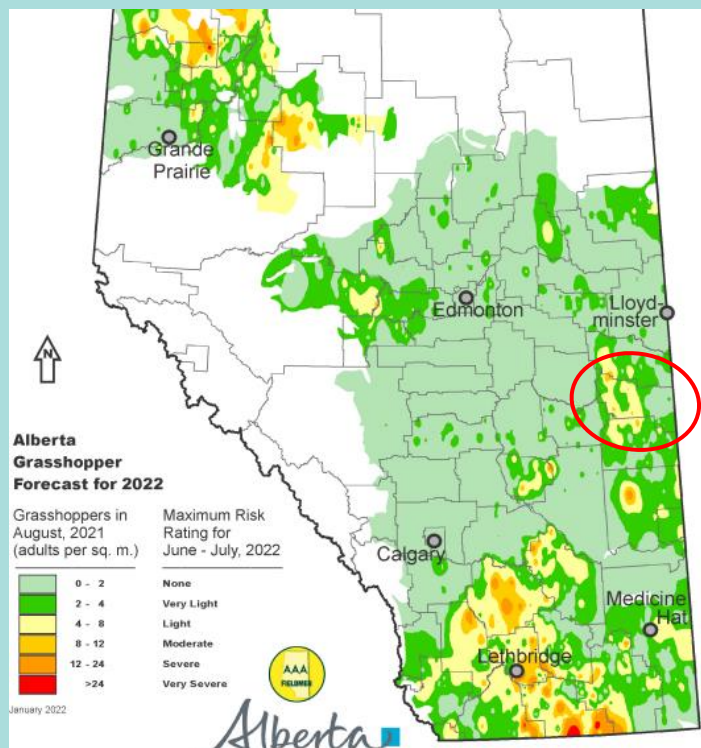 Grande
Prairie
Edmonton
Lloyd-
minster
N
Alberta
Grasshopper
Forecast for 2022
Grasshoppers in
August, 2021
(adults per sq. m.)
Maximum Risk
Rating for
June - July, 2022
0 - 2 None
2 - 4 Very Light
4 - 8 Light
8 - 12 Moderate
12 - 24 Severe
>24 Very Severe
January 2022
Calgary
Medicine
Hat
Lethbridge
AAA
FIELDMEN
Alberta